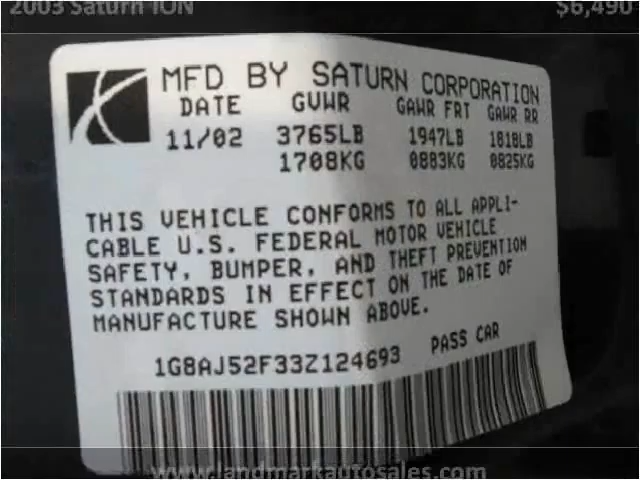 2003 Saturn ION $6,490
MFD BY SATURN CORPORATION
DATE GVWR GAWR FRT GAWR RR
11/02 3765LB 1947LB 1818LB
1708KG 0883KG 0825KG
THIS VEHICLE CONFORMS TO ALL APPLI-
CABLE U.S. FEDERAL MOTOR VEHICLE
SAFETY, BUMPER, AND THEFT PREVENTION
STANDARDS IN EFFECT ON THE DATE OF
MANUFACTURE SHOWN ABOVE.
1G8AJ52F33Z124693 PASS CAR
www.landmarkautosales.com